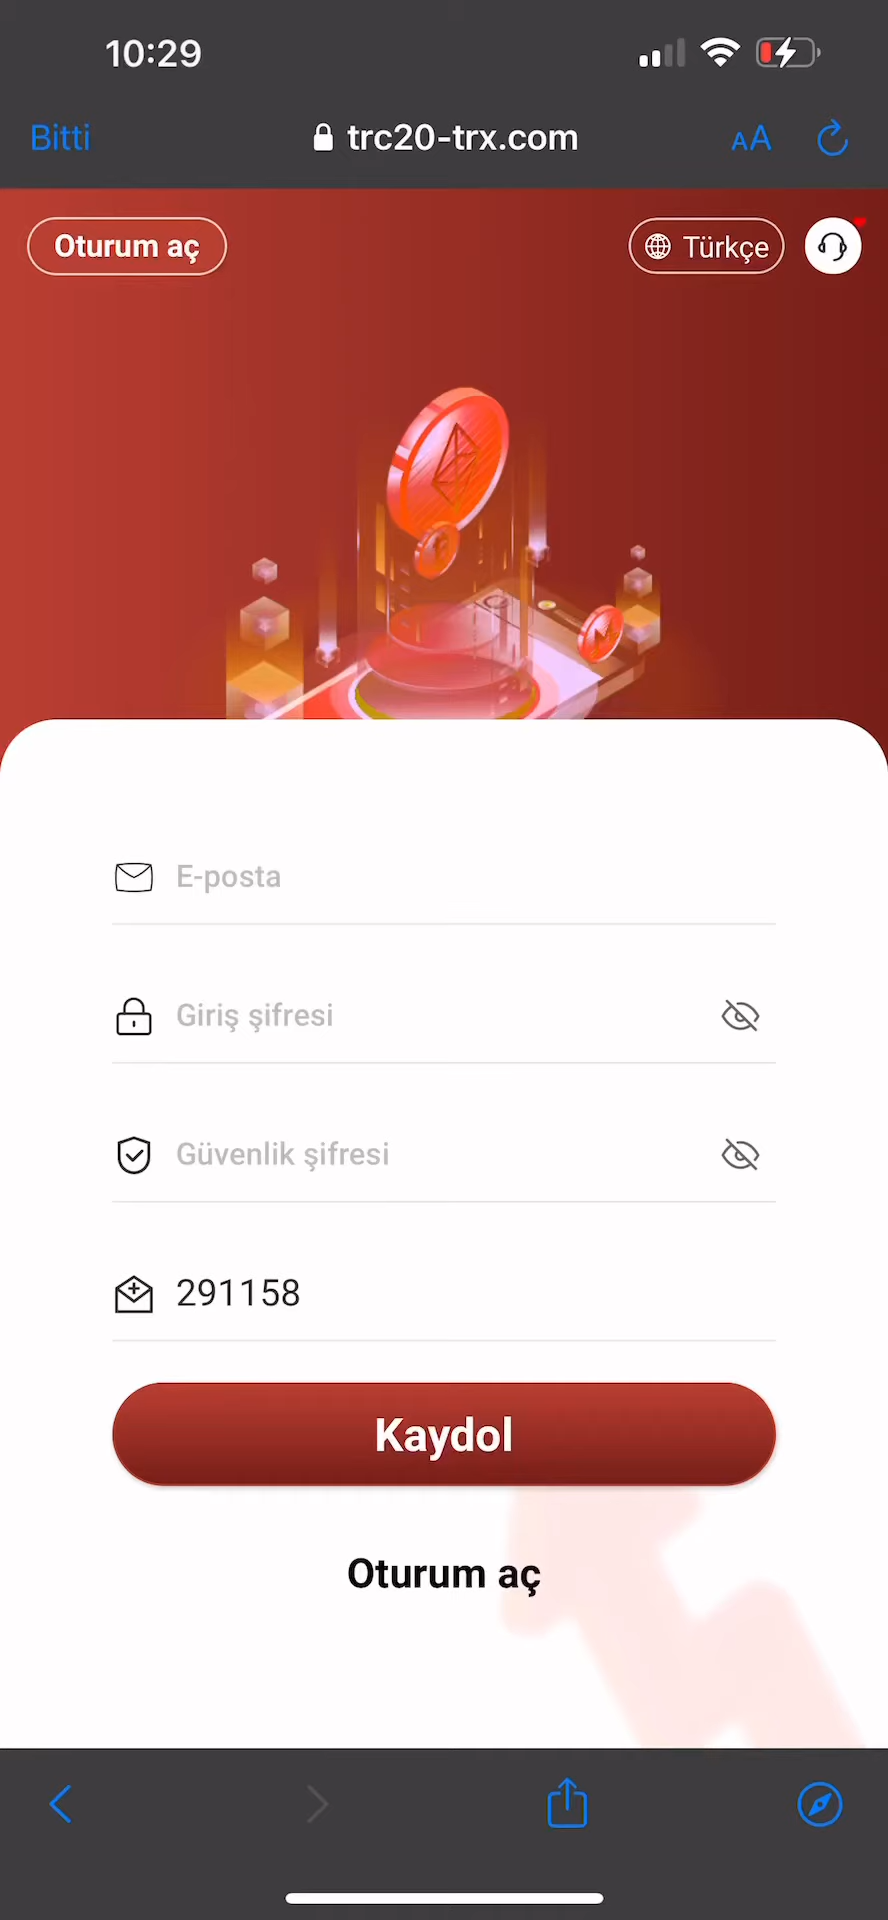 10:29
Bitti
trc20-trx.com
AA
Oturum aç
Türkçe
E-posta
Giriş şifresi
Güvenlik şifresi
291158
Kaydol
Oturum aç